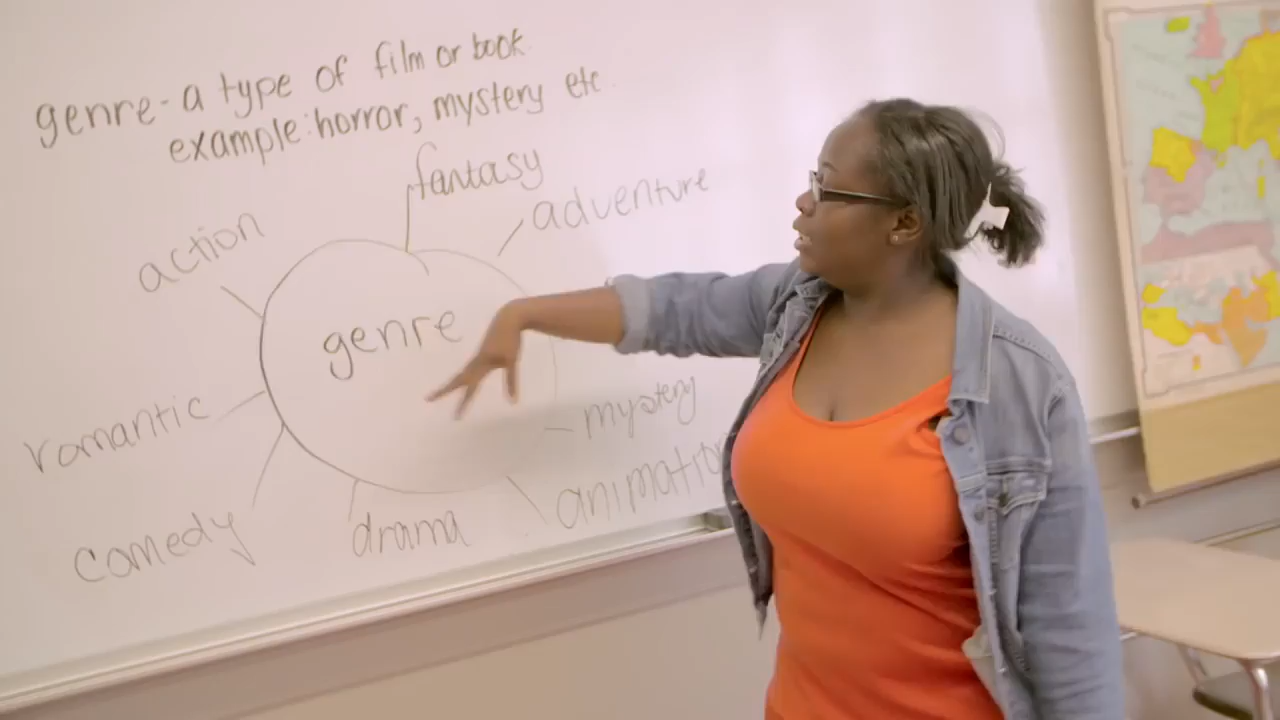 genre - a type of film or book
example: horror, mystery etc
fantasy
adventure
action
genre
romantic
mystery
comedy
drama
animation